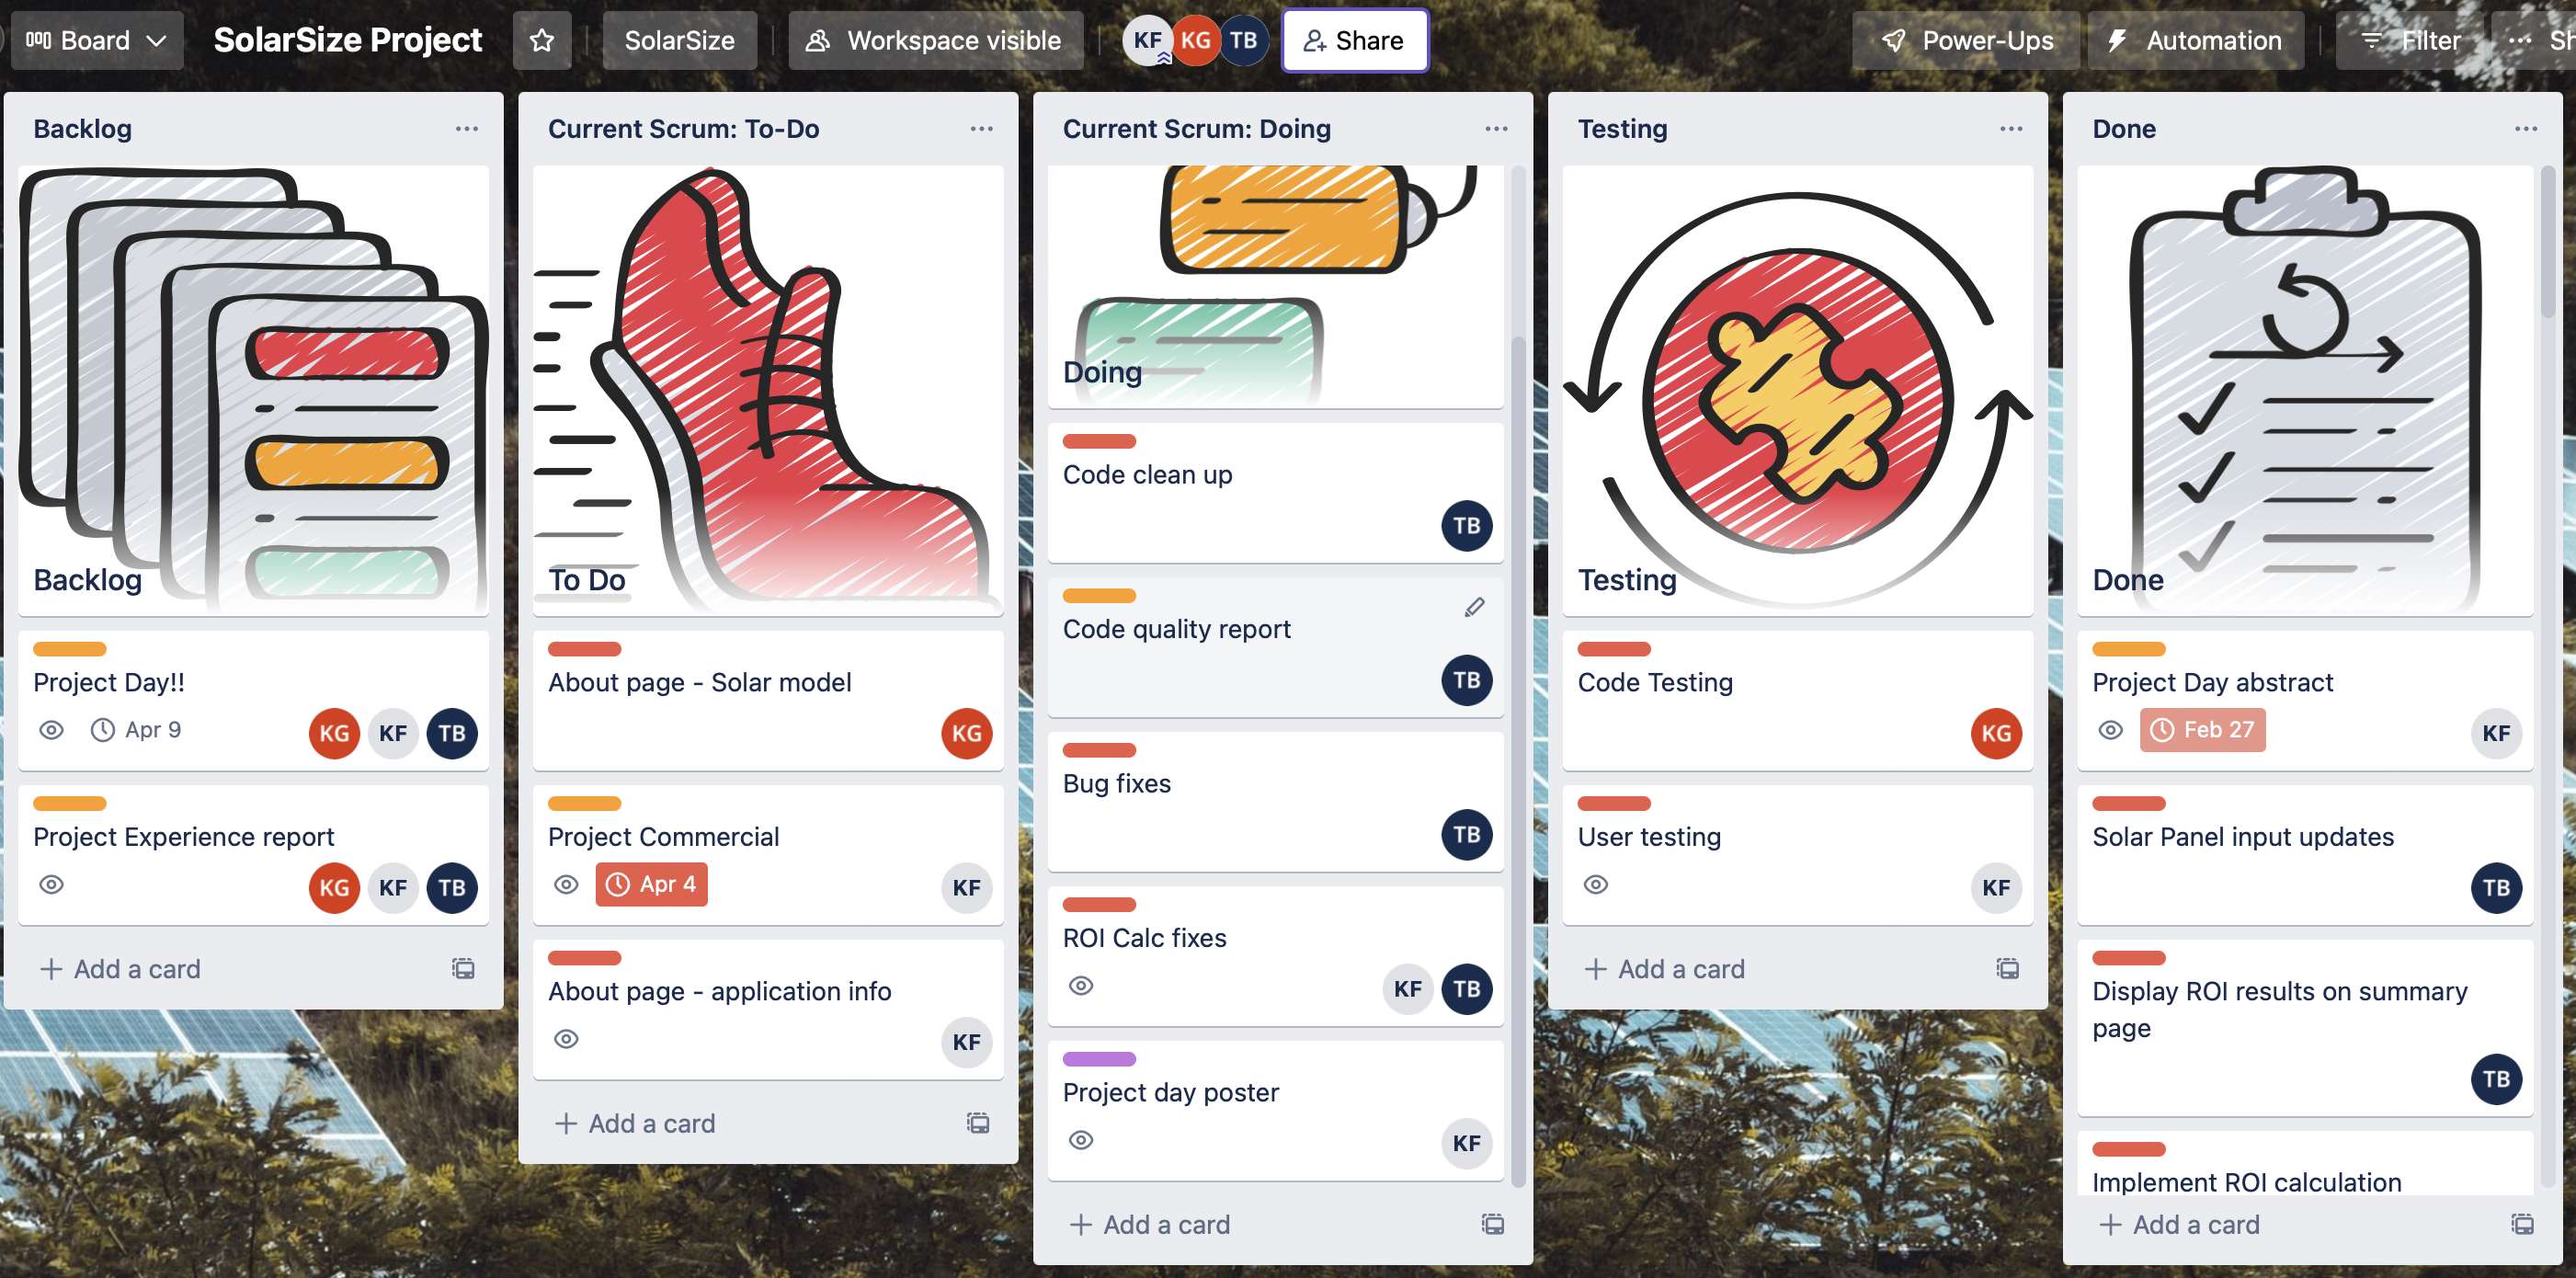 Board
SolarSize Project
SolarSize
Workspace visible
KF
KG
TB
Share
Power-Ups
Automation
Filter
Backlog
Backlog
Project Day!!
Apr 9
KG
KF
TB
Project Experience report
KG
KF
TB
Add a card
Current Scrum: To-Do
To Do
About page - Solar model
KG
Project Commercial
Apr 4
KF
About page - application info
KF
Add a card
Current Scrum: Doing
Doing
Code clean up
TB
Code quality report
TB
Bug fixes
TB
ROI Calc fixes
KF
TB
Project day poster
KF
Add a card
Testing
Testing
Code Testing
KG
User testing
KF
Add a card
Done
Done
Project Day abstract
Feb 27
KF
Solar Panel input updates
TB
Display ROI results on summary
page
TB
Implement ROI calculation
Add a card